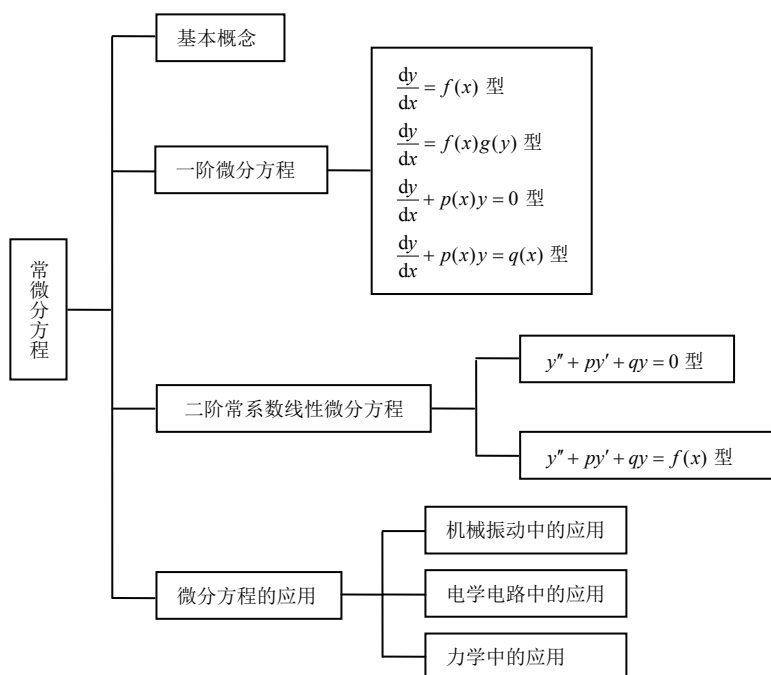 基本概念
dy/dx = f(x) 型
dy/dx = f(x)g(y) 型
一阶微分方程
dy/dx + p(x)y = 0 型
dy/dx + p(x)y = q(x) 型
常微分方程
y″ + py′ + qy = 0 型
二阶常系数线性微分方程
y″ + py′ + qy = f(x) 型
机械振动中的应用
微分方程的应用
电学电路中的应用
力学中的应用